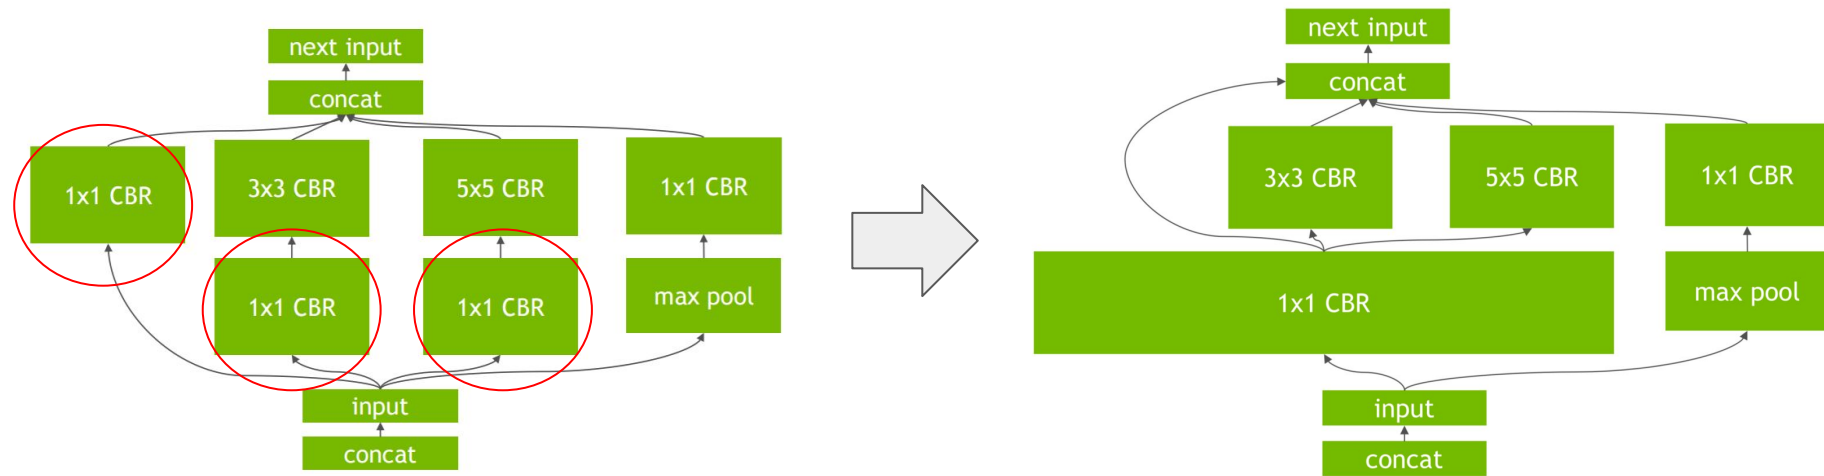 next input
concat
1x1 CBR
3x3 CBR
5x5 CBR
1x1 CBR
1x1 CBR
1x1 CBR
max pool
input
concat
next input
concat
3x3 CBR
5x5 CBR
1x1 CBR
1x1 CBR
max pool
input
concat